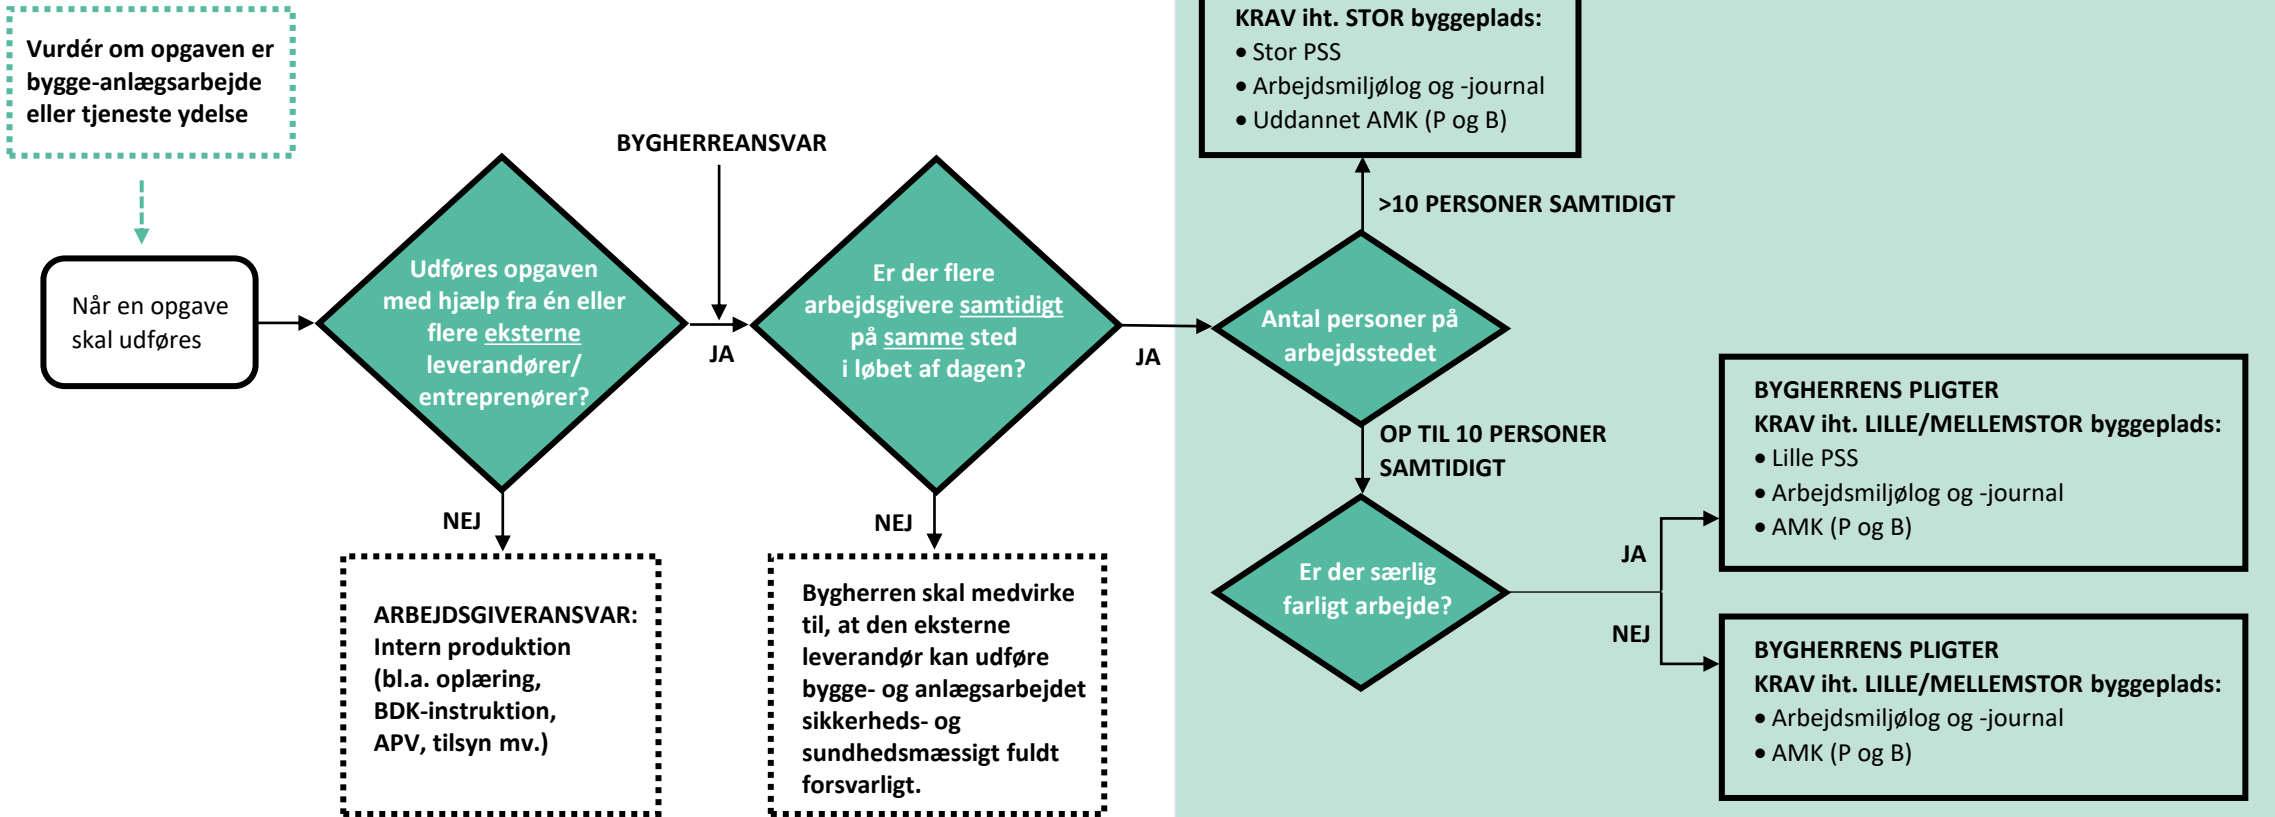 Vurdér om opgaven er
bygge-anlægsarbejde
eller tjeneste ydelse
Når en opgave
skal udføres
Udføres opgaven
med hjælp fra én eller
flere eksterne
leverandører/
entreprenører?
NEJ
ARBEJDSGIVERANSVAR:
Intern produktion
(bl.a. oplæring,
BDK-instruktion,
APV, tilsyn mv.)
BYGHERREANSVAR
JA
Er der flere
arbejdsgivere samtidigt
på samme sted
i løbet af dagen?
NEJ
Bygherren skal medvirke
til, at den eksterne
leverandør kan udføre
bygge- og anlægsarbejdet
sikkerheds- og
sundhedsmæssigt fuldt
forsvarligt.
JA
KRAV iht. STOR byggeplads:
• Stor PSS
• Arbejdsmiljølog og -journal
• Uddannet AMK (P og B)
>10 PERSONER SAMTIDIGT
Antal personer på
arbejdsstedet
OP TIL 10 PERSONER
SAMTIDIGT
Er der særlig
farligt arbejde?
JA
BYGHERRENS PLIGTER
KRAV iht. LILLE/MELLEMSTOR byggeplads:
• Lille PSS
• Arbejdsmiljølog og -journal
• AMK (P og B)
NEJ
BYGHERRENS PLIGTER
KRAV iht. LILLE/MELLEMSTOR byggeplads:
• Arbejdsmiljølog og -journal
• AMK (P og B)